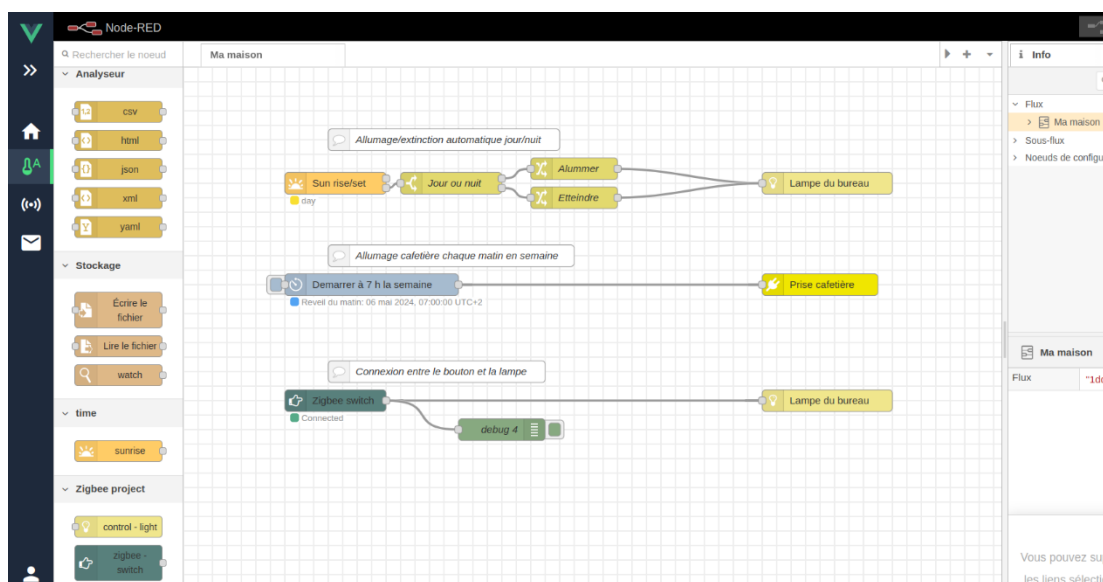 Node-RED
Rechercher le noeud
Ma maison
i Info
Analyseur
csv
html
json
xml
yaml
Stockage
Écrire le
fichier
Lire le fichier
watch
time
sunrise
Zigbee project
control - light
zigbee -
switch
Allumage/extinction automatique jour/nuit
Sun rise/set
day
Jour ou nuit
Alummer
Etteindre
Lampe du bureau
Allumage cafetière chaque matin en semaine
Demarrer à 7 h la semaine
Reveil du matin: 06 mai 2024, 07:00:00 UTC+2
Prise cafetière
Connexion entre le bouton et la lampe
Zigbee switch
Connected
Lampe du bureau
debug 4
Flux
Ma maison
Sous-flux
Noeuds de configu
Ma maison
Flux
"1d
Vous pouvez su
les liens sélecti